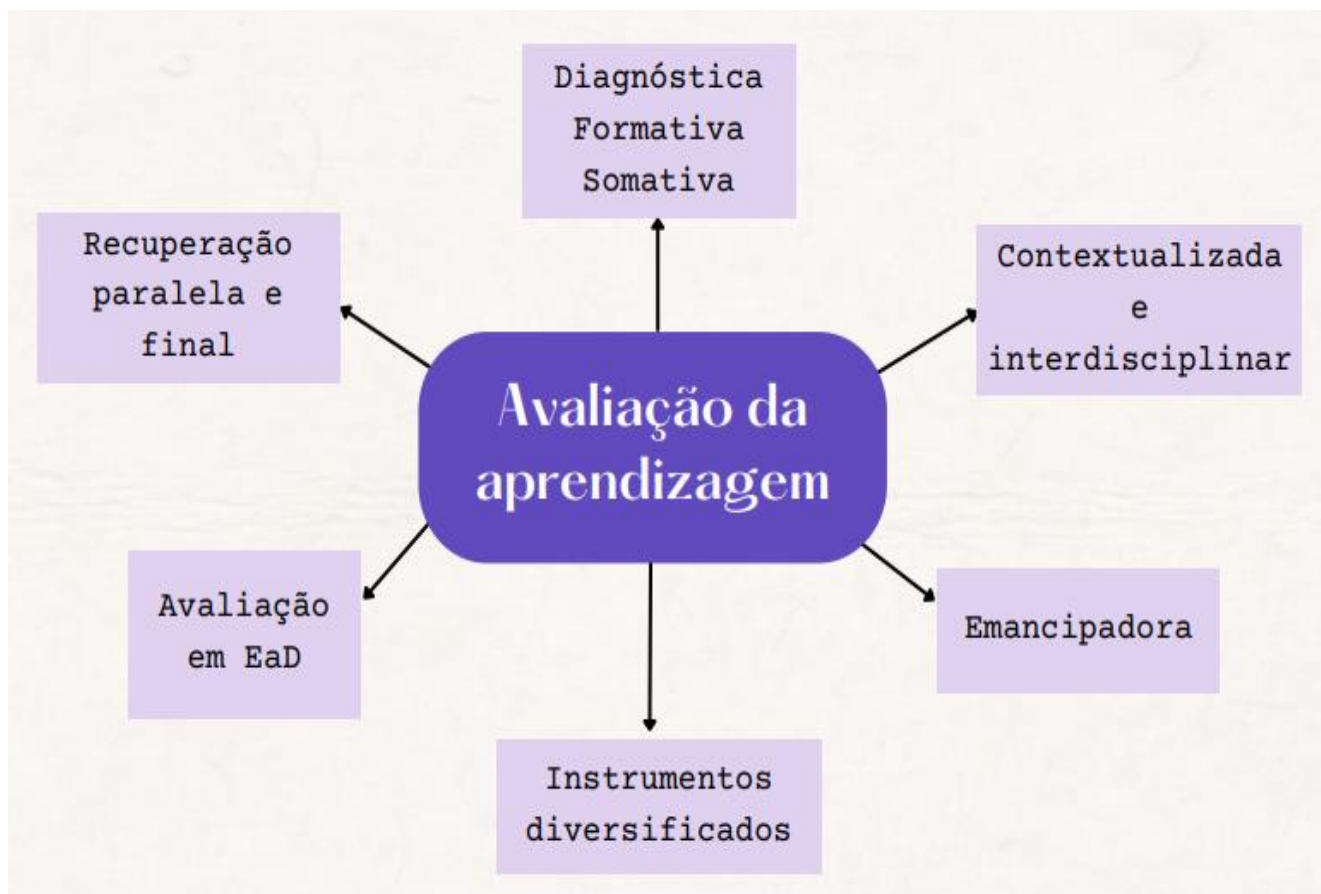 Diagnóstica
Formativa
Somativa
Recuperação
paralela e
final
Contextualizada
e
interdisciplinar
Avaliação da
aprendizagem
Avaliação
em EaD
Emancipadora
Instrumentos
diversificados